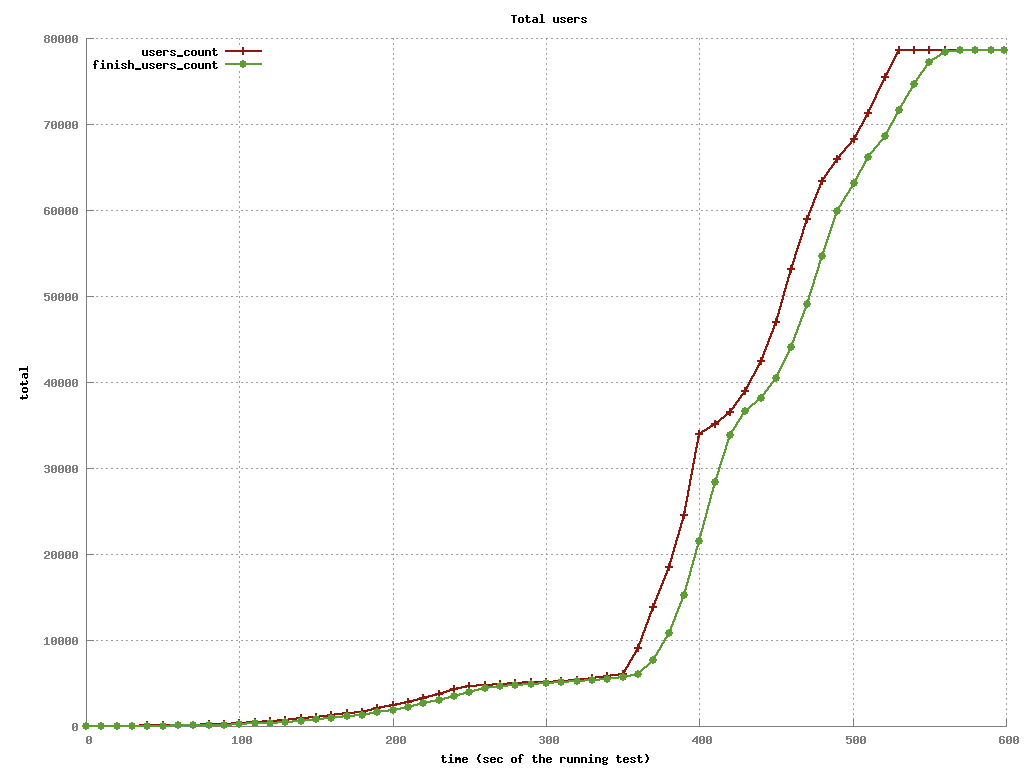 Total users
users_count
finish_users_count
80000
70000
60000
50000
40000
30000
20000
10000
0
total
0 100 200 300 400 500 600
time (sec of the running test)